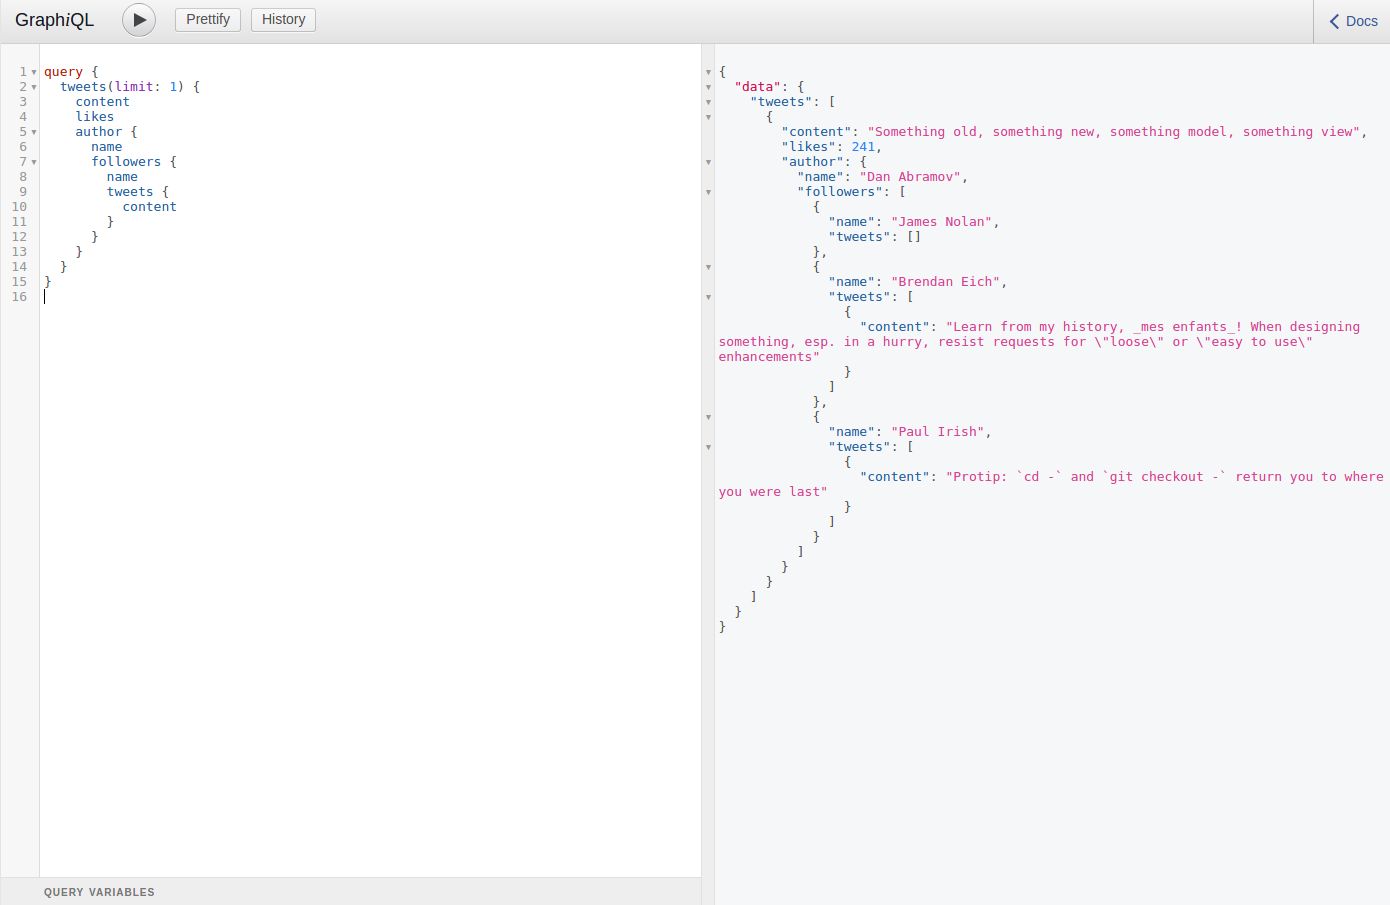 GraphiQL
Prettify
History
Docs
1 query {
2   tweets(limit: 1) {
3     content
4     likes
5     author {
6       name
7       followers {
8         name
9         tweets {
10           content
11         }
12       }
13     }
14   }
15 }
16
QUERY VARIABLES
{
  "data": {
    "tweets": [
      {
        "content": "Something old, something new, something model, something view",
        "likes": 241,
        "author": {
          "name": "Dan Abramov",
          "followers": [
            {
              "name": "James Nolan",
              "tweets": []
            },
            {
              "name": "Brendan Eich",
              "tweets": [
                {
                  "content": "Learn from my history, _mes enfants_! When designing
something, esp. in a hurry, resist requests for \"loose\" or \"easy to use\"
enhancements"
                }
              ]
            },
            {
              "name": "Paul Irish",
              "tweets": [
                {
                  "content": "Protip: `cd -` and `git checkout -` return you to where
you were last"
                }
              ]
            }
          ]
        }
      }
    ]
  }
}